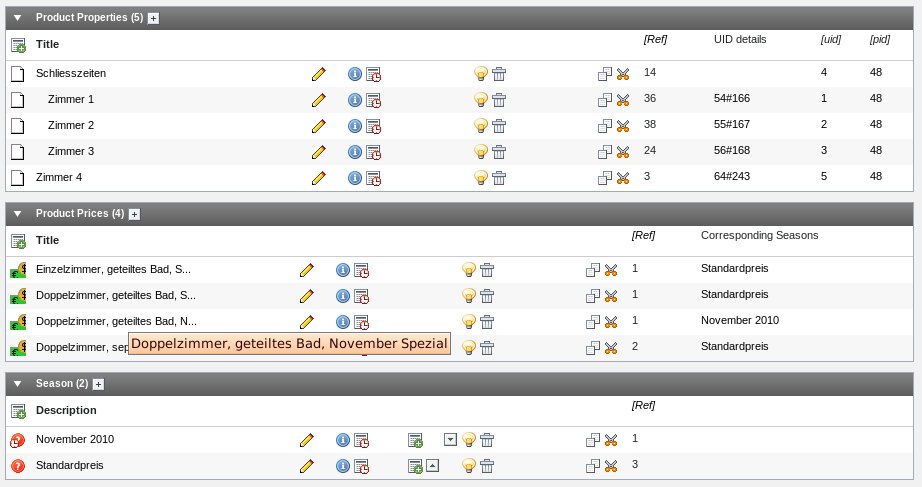 Product Properties (5)
Title [Ref] UID details [uid] [pid]
Schliesszeiten 14 4 48
Zimmer 1 36 54#166 1 48
Zimmer 2 38 55#167 2 48
Zimmer 3 24 56#168 3 48
Zimmer 4 3 64#243 5 48
Product Prices (4)
Title [Ref] Corresponding Seasons
Einzelzimmer, geteiltes Bad, S... 1 Standardpreis
Doppelzimmer, geteiltes Bad, S... 1 Standardpreis
Doppelzimmer, geteiltes Bad, N... 1 November 2010
Doppelzimmer, geteiltes Bad, November Spezial
Doppelzimmer, sep 2 Standardpreis
Season (2)
Description [Ref]
November 2010 1
Standardpreis 3